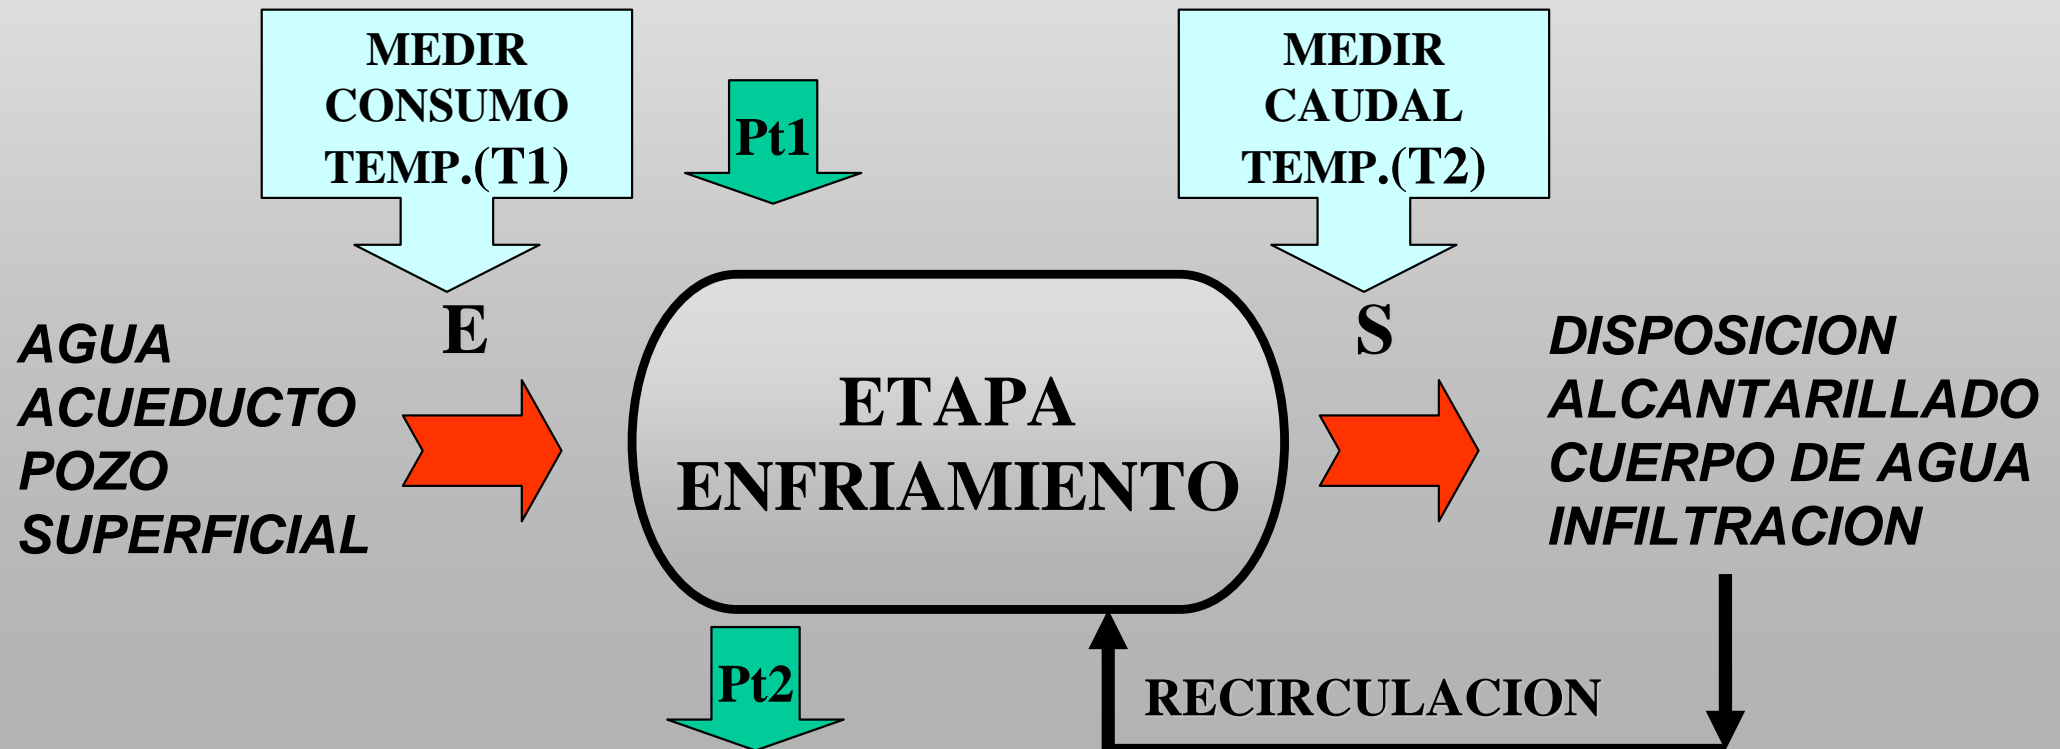 MEDIR
CONSUMO
TEMP.(T1)
Pt1
MEDIR
CAUDAL
TEMP.(T2)
E
S
AGUA
ACUEDUCTO
POZO
SUPERFICIAL
ETAPA
ENFRIAMIENTO
DISPOSICION
ALCANTARILLADO
CUERPO DE AGUA
INFILTRACION
Pt2
RECIRCULACION